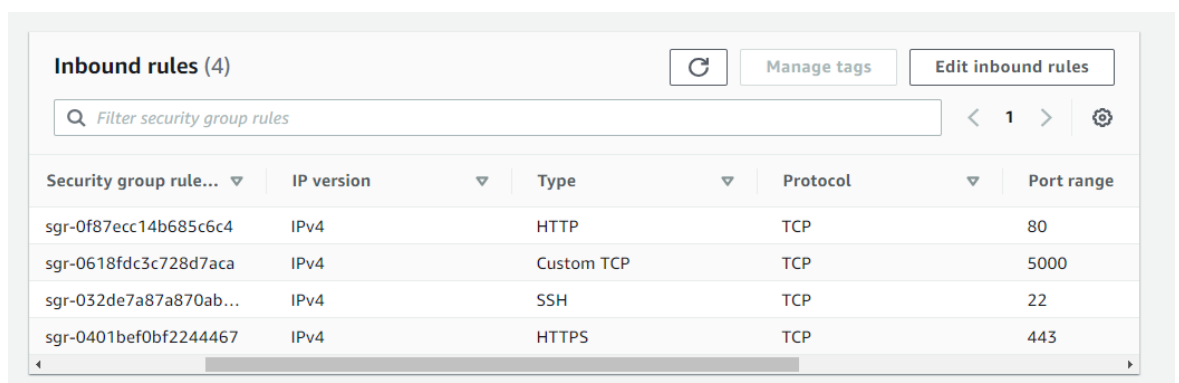 Inbound rules (4)
Manage tags
Edit inbound rules
Filter security group rules
1
Security group rule... IP version Type Protocol Port range
sgr-0f87ecc14b685c6c4 IPv4 HTTP TCP 80
sgr-0618fdc3c728d7aca IPv4 Custom TCP TCP 5000
sgr-032de7a87a870ab... IPv4 SSH TCP 22
sgr-0401bef0bf2244467 IPv4 HTTPS TCP 443